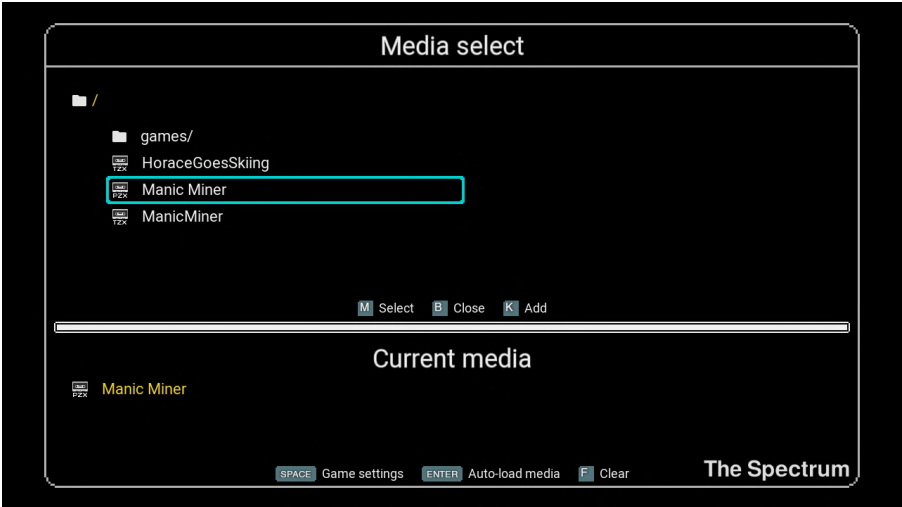 Media select
/
games/
TZX HoraceGoesSkiing
PZX Manic Miner
TZX ManicMiner
M Select B Close K Add
Current media
PZX Manic Miner
SPACE Game settings ENTER Auto-load media F Clear
The Spectrum